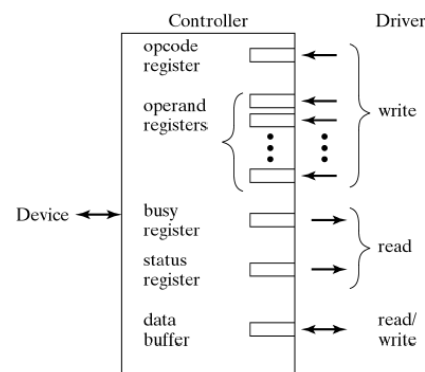 Controller
Driver
opcode
register
operand
registers
write
Device
busy
register
read
status
register
data
buffer
read/
write